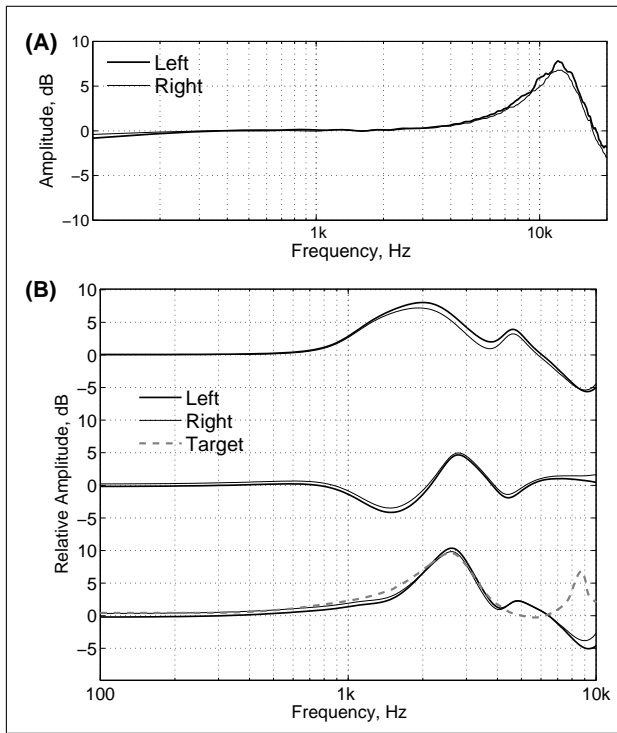 (A)
Left
Right
10
5
0
−5
−10
Amplitude, dB
1k
10k
Frequency, Hz
(B)
10
5
0
−5
10
5
0
−5
10
5
0
−5
Relative Amplitude, dB
Left
Right
Target
100
1k
10k
Frequency, Hz